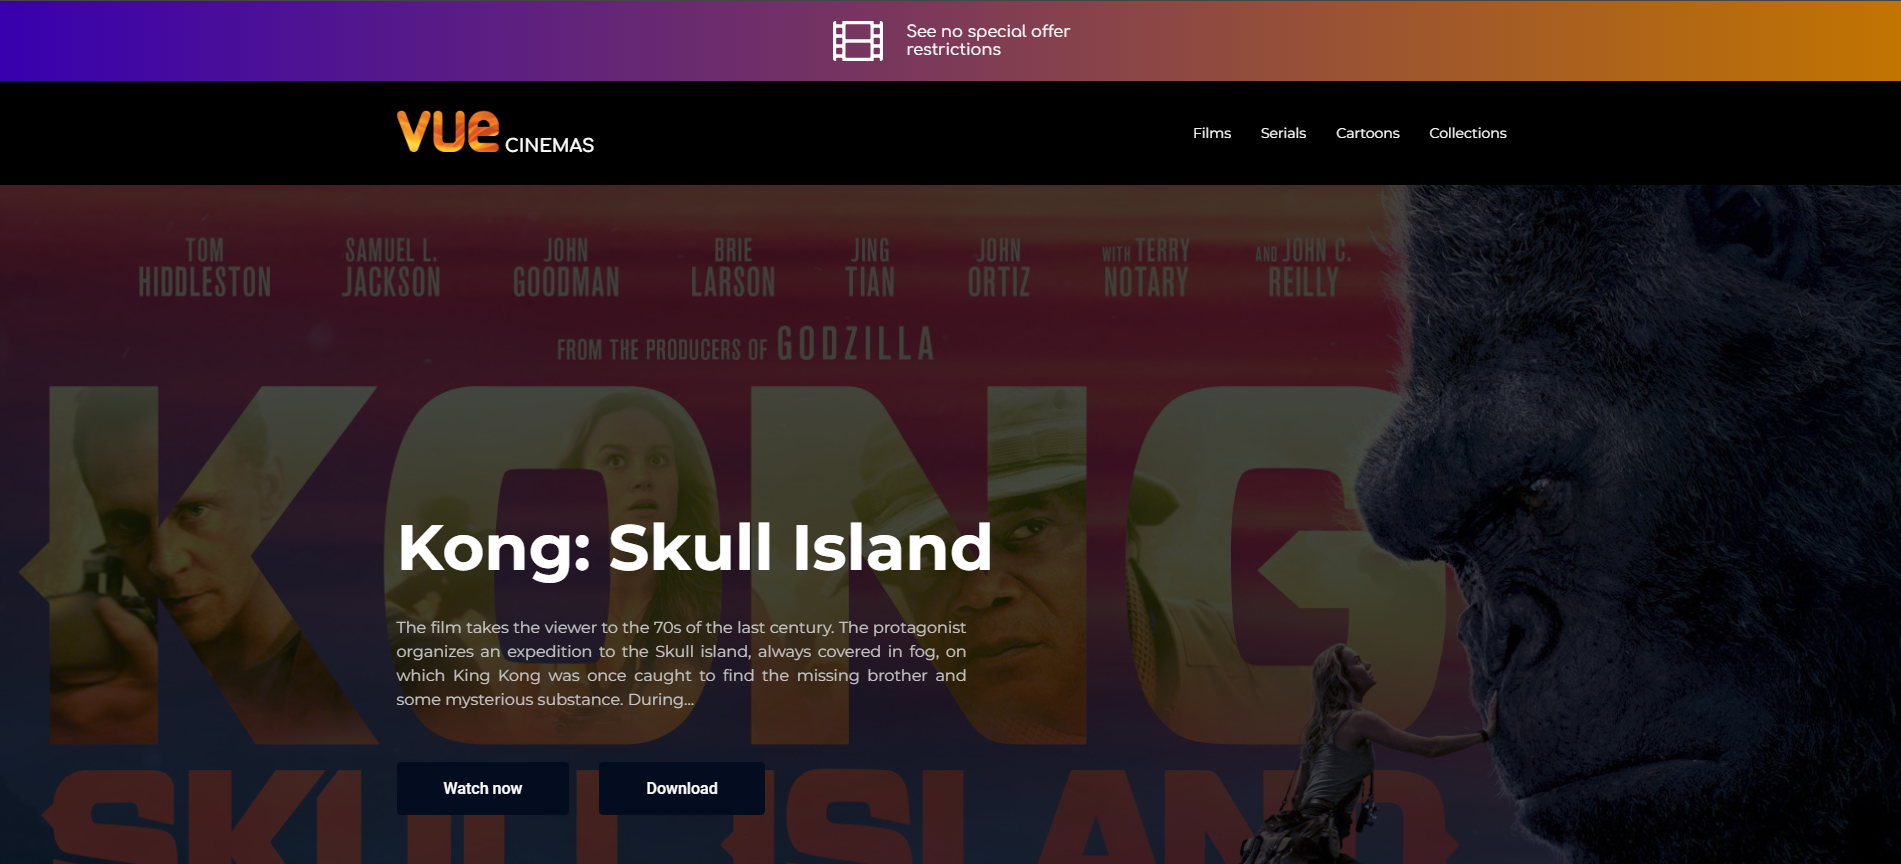 See no special offer
restrictions
vue CINEMAS
Films Serials Cartoons Collections
TOM HIDDLESTON
SAMUEL L. JACKSON
JOHN GOODMAN
BRIE LARSON
JING TIAN
JOHN ORTIZ
WITH TERRY NOTARY
AND JOHN C. REILLY
FROM THE PRODUCERS OF GODZILLA
KONG
Kong: Skull Island
The film takes the viewer to the 70s of the last century. The protagonist
organizes an expedition to the Skull island, always covered in fog, on
which King Kong was once caught to find the missing brother and
some mysterious substance. During...
Watch now Download
SKULL ISLAND